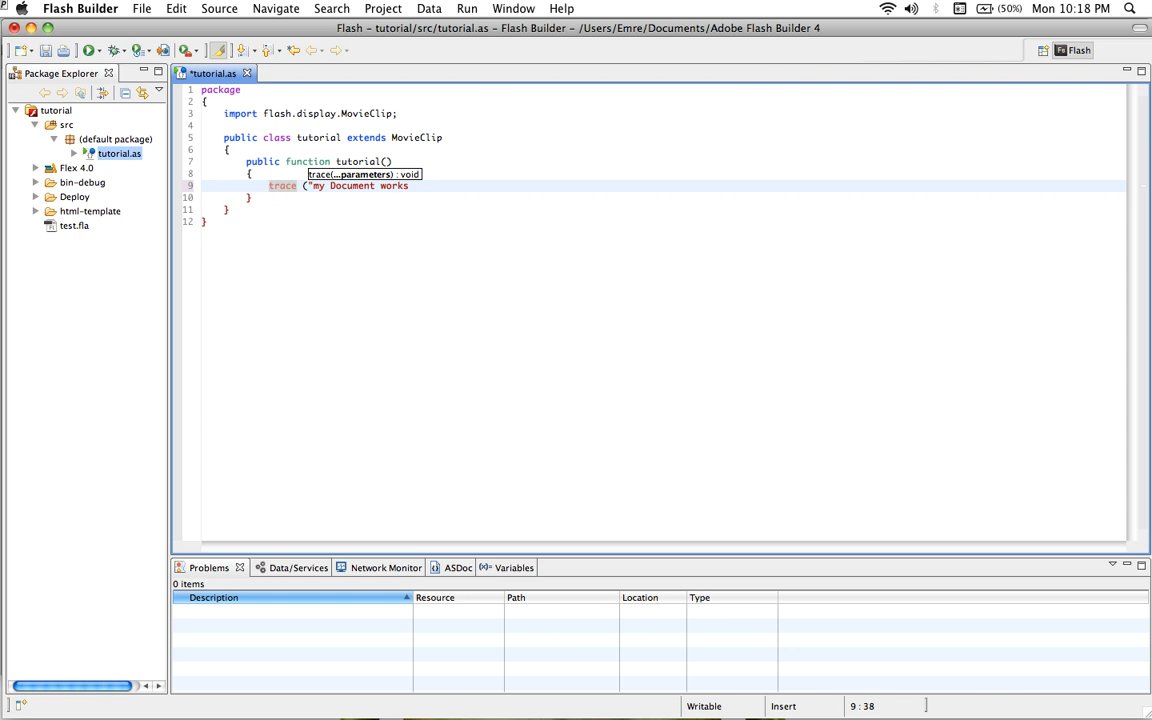 Flash Builder File Edit Source Navigate Search Project Data Run Window Help (50%) Mon 10:18 PM
Flash – tutorial/src/tutorial.as – Flash Builder – /Users/Emre/Documents/Adobe Flash Builder 4
Flash
Package Explorer
*tutorial.as
tutorial
src
(default package)
tutorial.as
Flex 4.0
bin-debug
Deploy
html-template
test.fla
1 package
2 {
3 import flash.display.MovieClip;
4
5 public class tutorial extends MovieClip
6 {
7 public function tutorial()
8 {
trace(...parameters) : void
9 trace ("my Document works
10 }
11 }
12 }
Problems Data/Services Network Monitor ASDoc Variables
0 items
Description Resource Path Location Type
Writable Insert 9 : 38